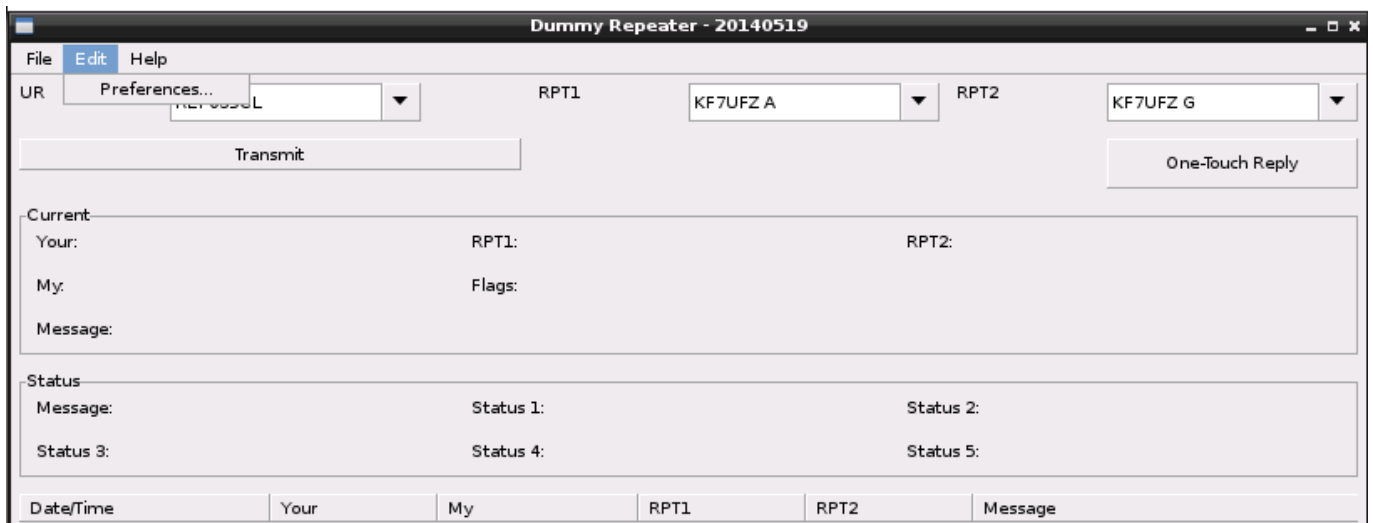 Dummy Repeater - 20140519
File Edit Help
Preferences...
UR RPT1 KF7UFZ A RPT2 KF7UFZ G
Transmit One-Touch Reply
Current
Your: RPT1: RPT2:
My: Flags:
Message:
Status
Message: Status 1: Status 2:
Status 3: Status 4: Status 5:
Date/Time Your My RPT1 RPT2 Message